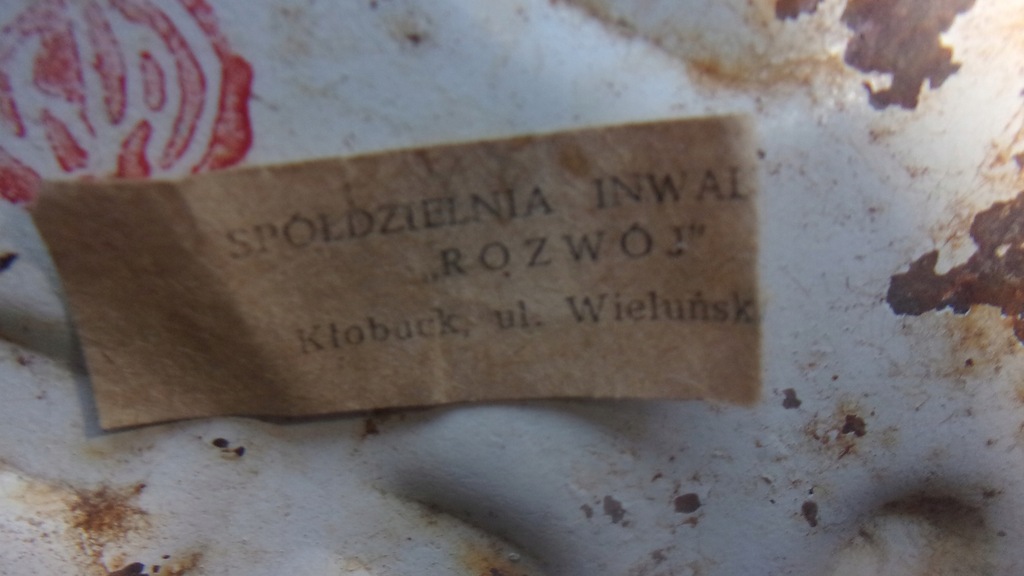 SPÓŁDZIELNIA INWAL
„ROZWÓJ”
Kłobuck, ul. Wieluńsk